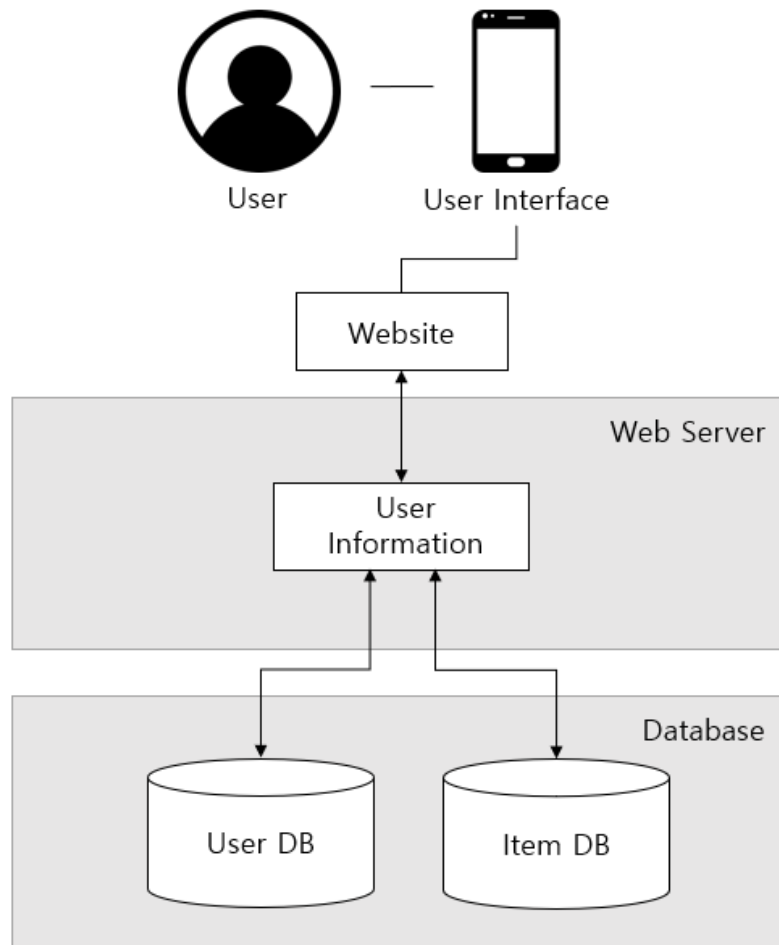 User
User Interface
Website
Web Server
User
Information
Database
User DB
Item DB